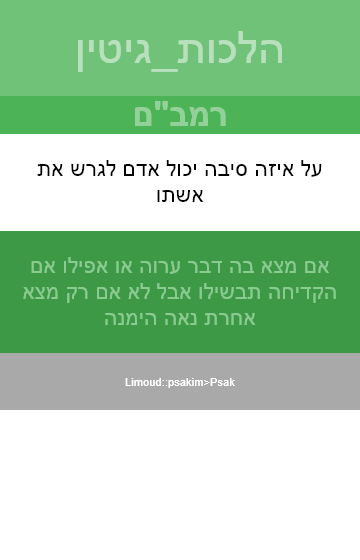 הלכות_גיטין
רמב"ם
על איזה סיבה יכול אדם לגרש את
אשתו
אם מצא בה דבר ערוה או אפילו אם
הקדיחה תבשילו אבל לא אם רק מצא
אחרת נאה הימנה
Limoud::psakim>Psak